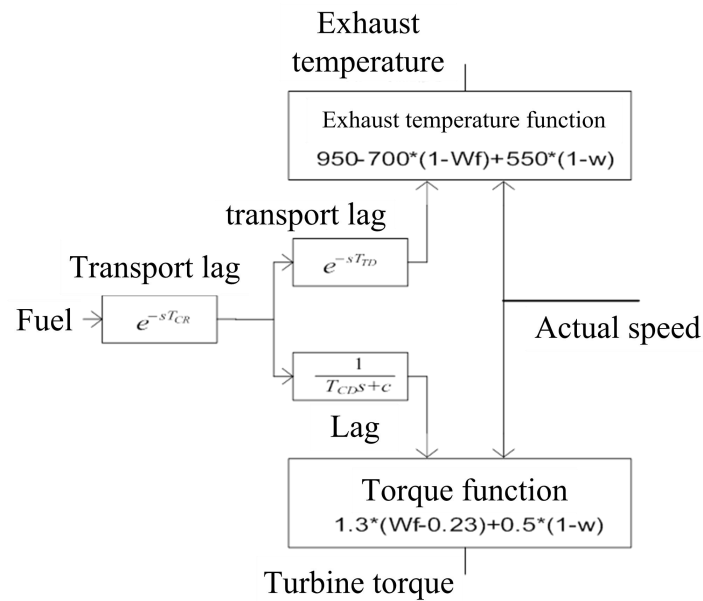 Exhaust
temperature
Exhaust temperature function
950-700*(1-Wf)+550*(1-w)
transport lag
e^{-sT_{TD}}
Transport lag
Fuel
e^{-sT_{CR}}
Actual speed
1
T_{CD}s+c
Lag
Torque function
1.3*(Wf-0.23)+0.5*(1-w)
Turbine torque